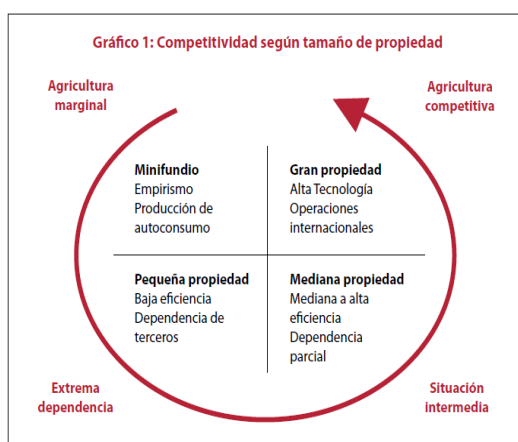 Gráfico 1: Competitividad según tamaño de propiedad
Agricultura
marginal
Agricultura
competitiva
Minifundio
Empirismo
Producción de
autoconsumo
Gran propiedad
Alta Tecnología
Operaciones
internacionales
Pequeña propiedad
Baja eficiencia
Dependencia de
terceros
Mediana propiedad
Mediana a alta
eficiencia
Dependencia
parcial
Extrema
dependencia
Situación
intermedia